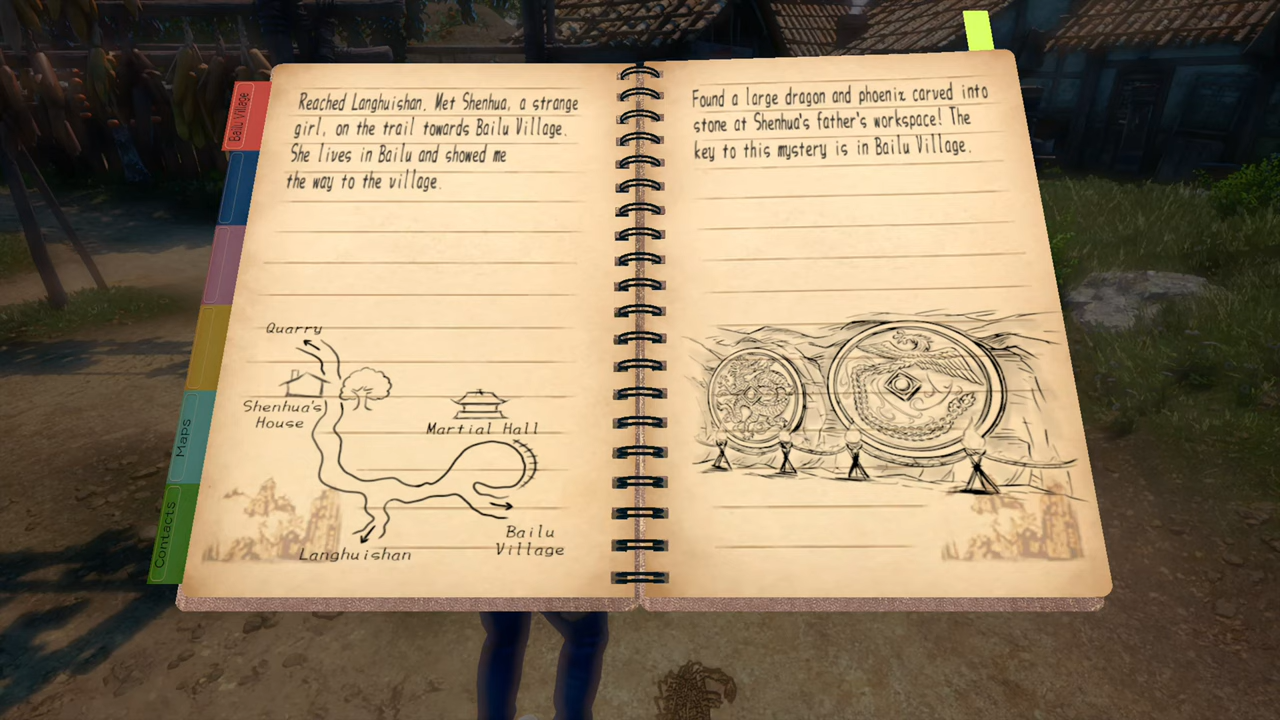 Bailu Village
Maps
Contacts
Reached Langhuishan. Met Shenhua, a strange
girl, on the trail towards Bailu Village.
She lives in Bailu and showed me
the way to the village.
Quarry
Shenhua's
House
Martial Hall
Langhuishan
Bailu
Village
Found a large dragon and phoenix carved into
stone at Shenhua's father's workspace! The
key to this mystery is in Bailu Village.